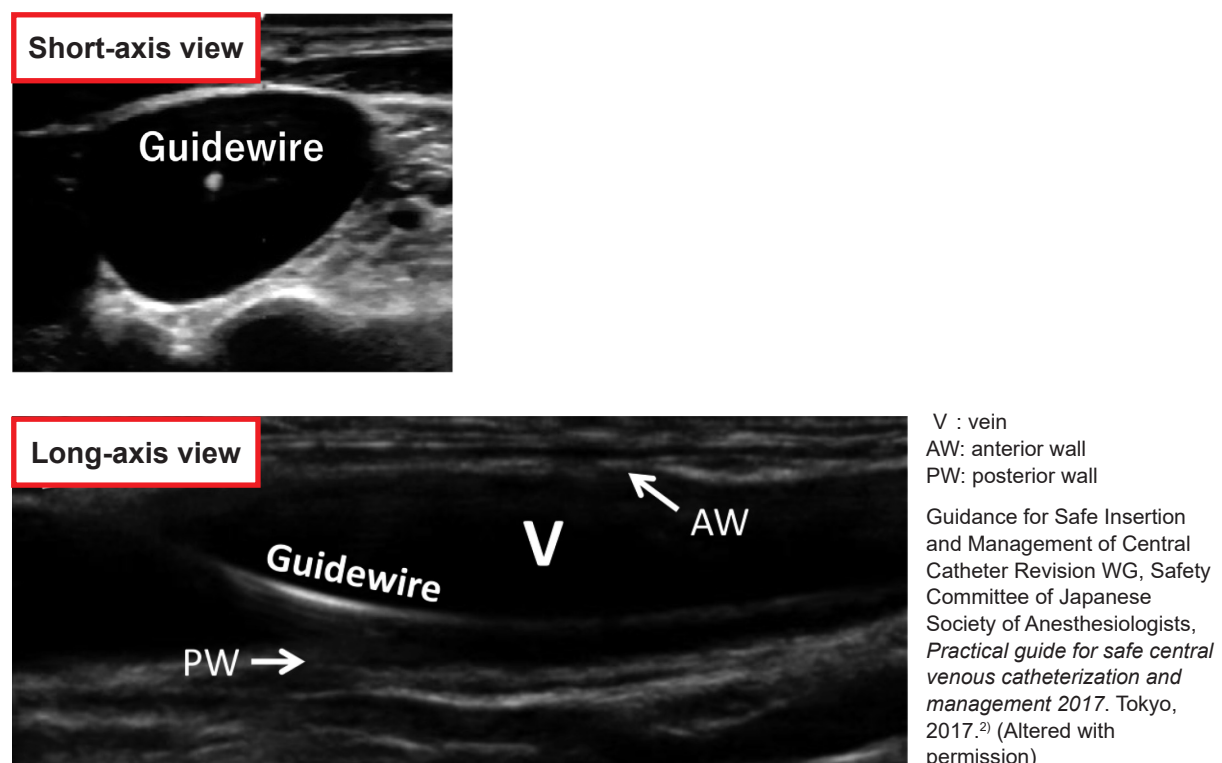 Short-axis view
Guidewire
Long-axis view
Guidewire
V
AW
PW
V : vein
AW: anterior wall
PW: posterior wall
Guidance for Safe Insertion
and Management of Central
Catheter Revision WG, Safety
Committee of Japanese
Society of Anesthesiologists,
Practical guide for safe central
venous catheterization and
management 2017. Tokyo,
2017.2) (Altered with
permission)